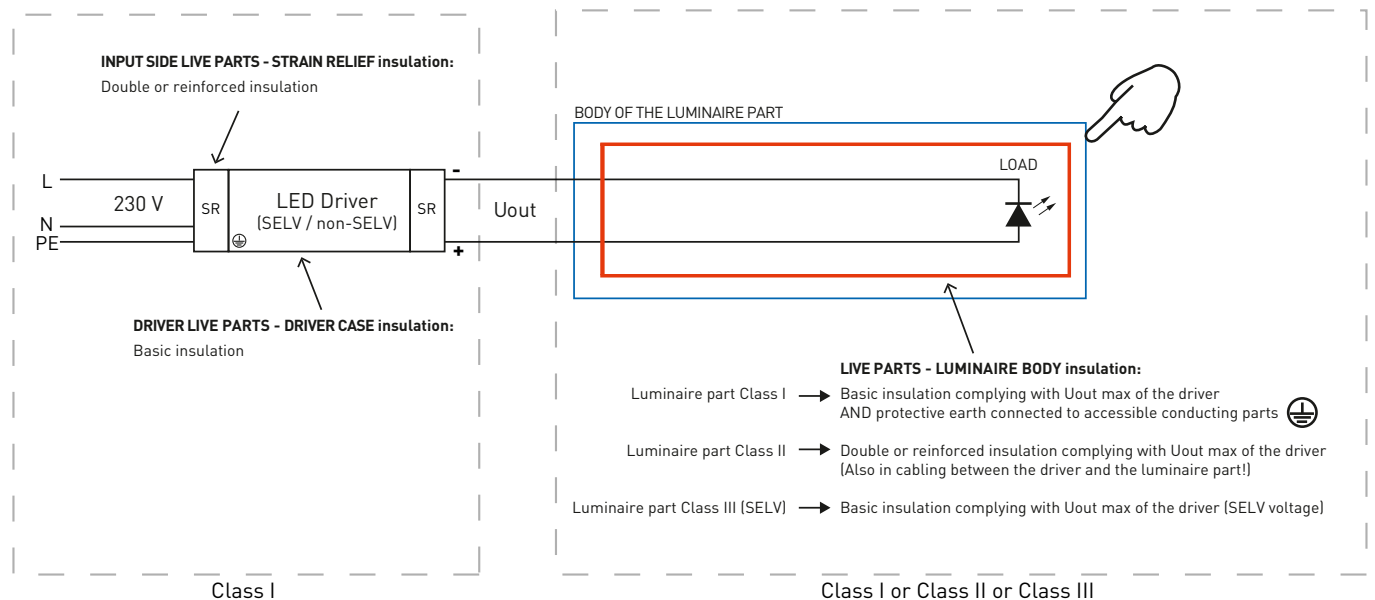 INPUT SIDE LIVE PARTS - STRAIN RELIEF insulation:
Double or reinforced insulation
BODY OF THE LUMINAIRE PART
L
230 V
N
PE
SR
LED Driver
(SELV / non-SELV)
SR
-
+
Uout
LOAD
DRIVER LIVE PARTS - DRIVER CASE insulation:
Basic insulation
LIVE PARTS - LUMINAIRE BODY insulation:
Luminaire part Class I
Basic insulation complying with Uout max of the driver
AND protective earth connected to accessible conducting parts
Luminaire part Class II
Double or reinforced insulation complying with Uout max of the driver
(Also in cabling between the driver and the luminaire part!)
Luminaire part Class III (SELV)
Basic insulation complying with Uout max of the driver (SELV voltage)
Class I
Class I or Class II or Class III